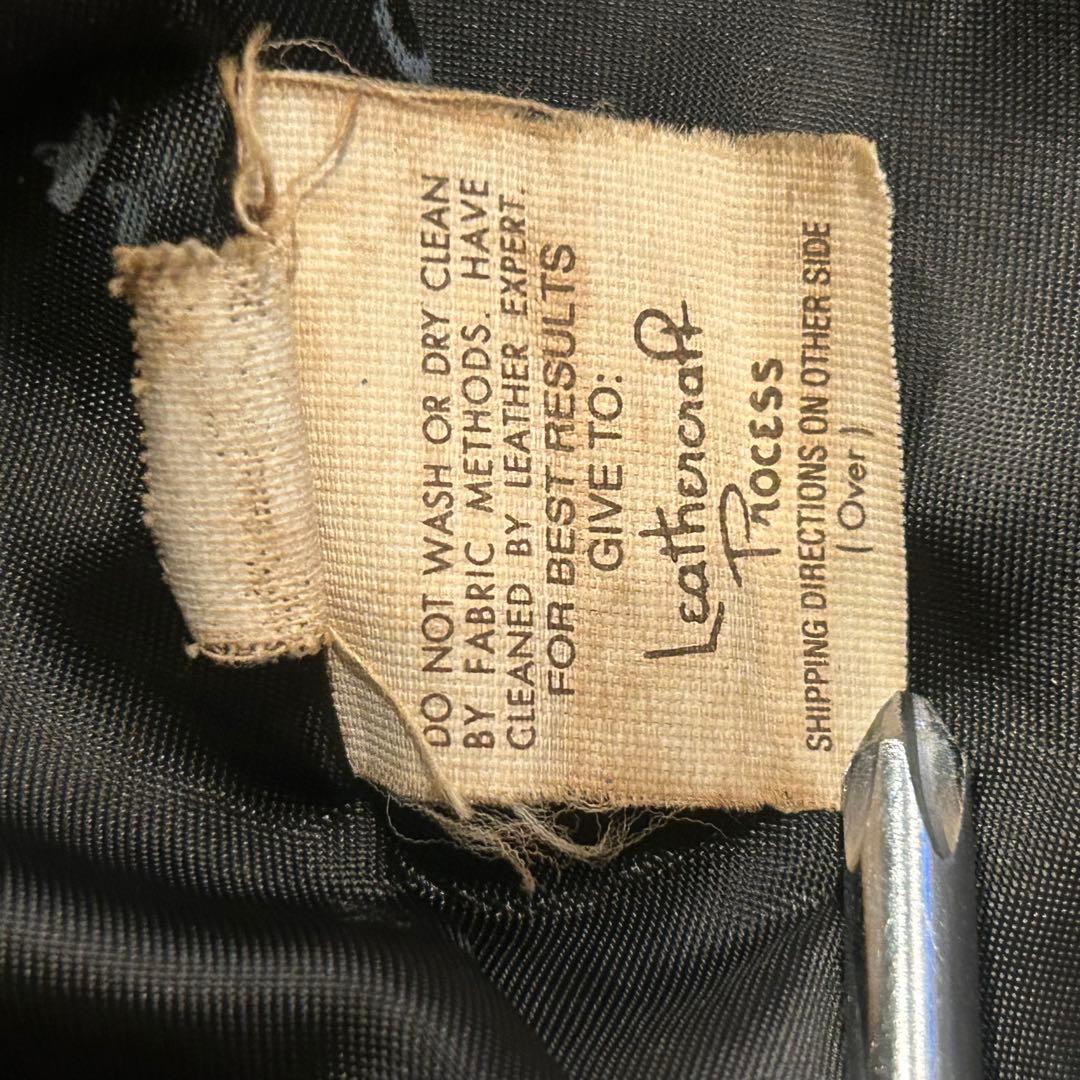 DO NOT WASH OR DRY CLEAN
BY FABRIC METHODS. HAVE
CLEANED BY LEATHER EXPERT.
FOR BEST RESULTS
GIVE TO:
Leathercraft
Process
SHIPPING DIRECTIONS ON OTHER SIDE
(Over)